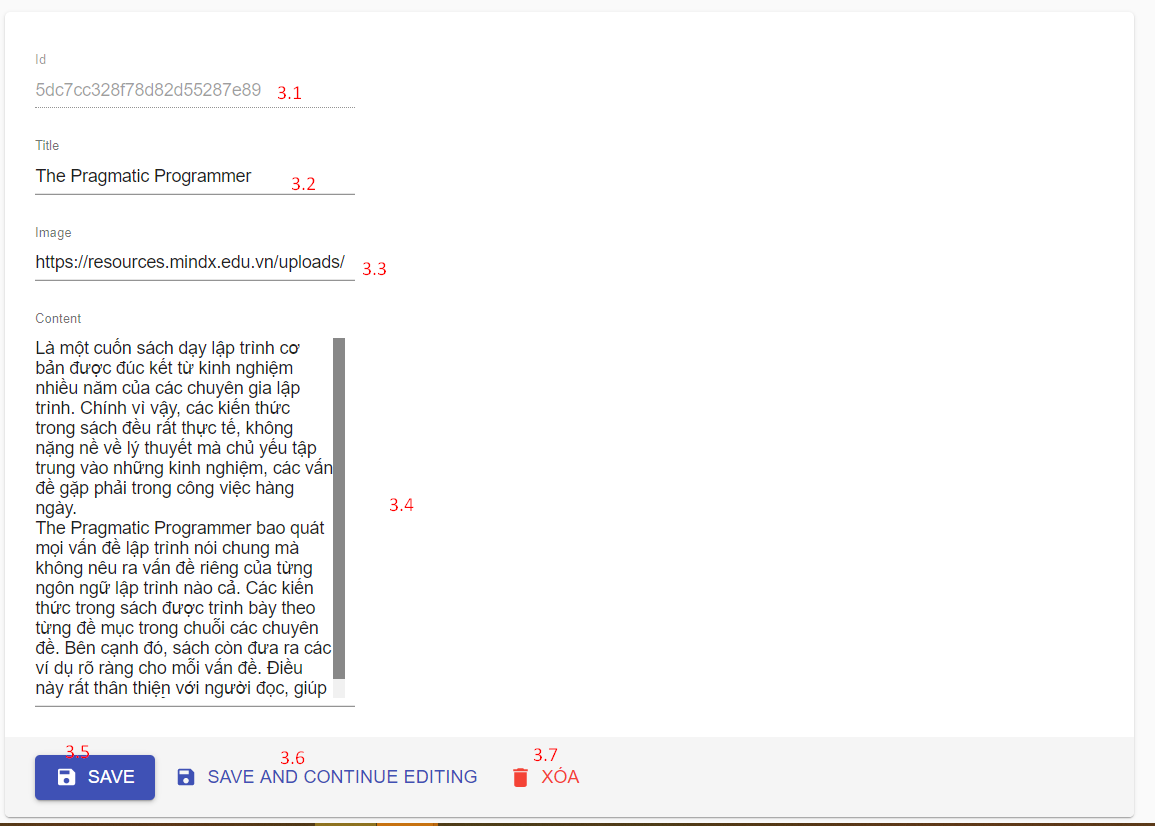 Id
5dc7cc328f78d82d55287e89 3.1
Title
The Pragmatic Programmer 3.2
Image
https://resources.mindx.edu.vn/uploads/ 3.3
Content
Là một cuốn sách dạy lập trình cơ
bản được đúc kết từ kinh nghiệm
nhiều năm của các chuyên gia lập
trình. Chính vì vậy, các kiến thức
trong sách đều rất thực tế, không
nặng nề về lý thuyết mà chủ yếu tập
trung vào những kinh nghiệm, các vấn
đề gặp phải trong công việc hàng
ngày.
3.4
The Pragmatic Programmer bao quát
mọi vấn đề lập trình nói chung mà
không nêu ra vấn đề riêng của từng
ngôn ngữ lập trình nào cả. Các kiến
thức trong sách được trình bày theo
từng đề mục trong chuỗi các chuyên
đề. Bên cạnh đó, sách còn đưa ra các
ví dụ rõ ràng cho mỗi vấn đề. Điều
này rất thân thiện với người đọc, giúp
3.5 3.6 3.7
SAVE SAVE AND CONTINUE EDITING XÓA